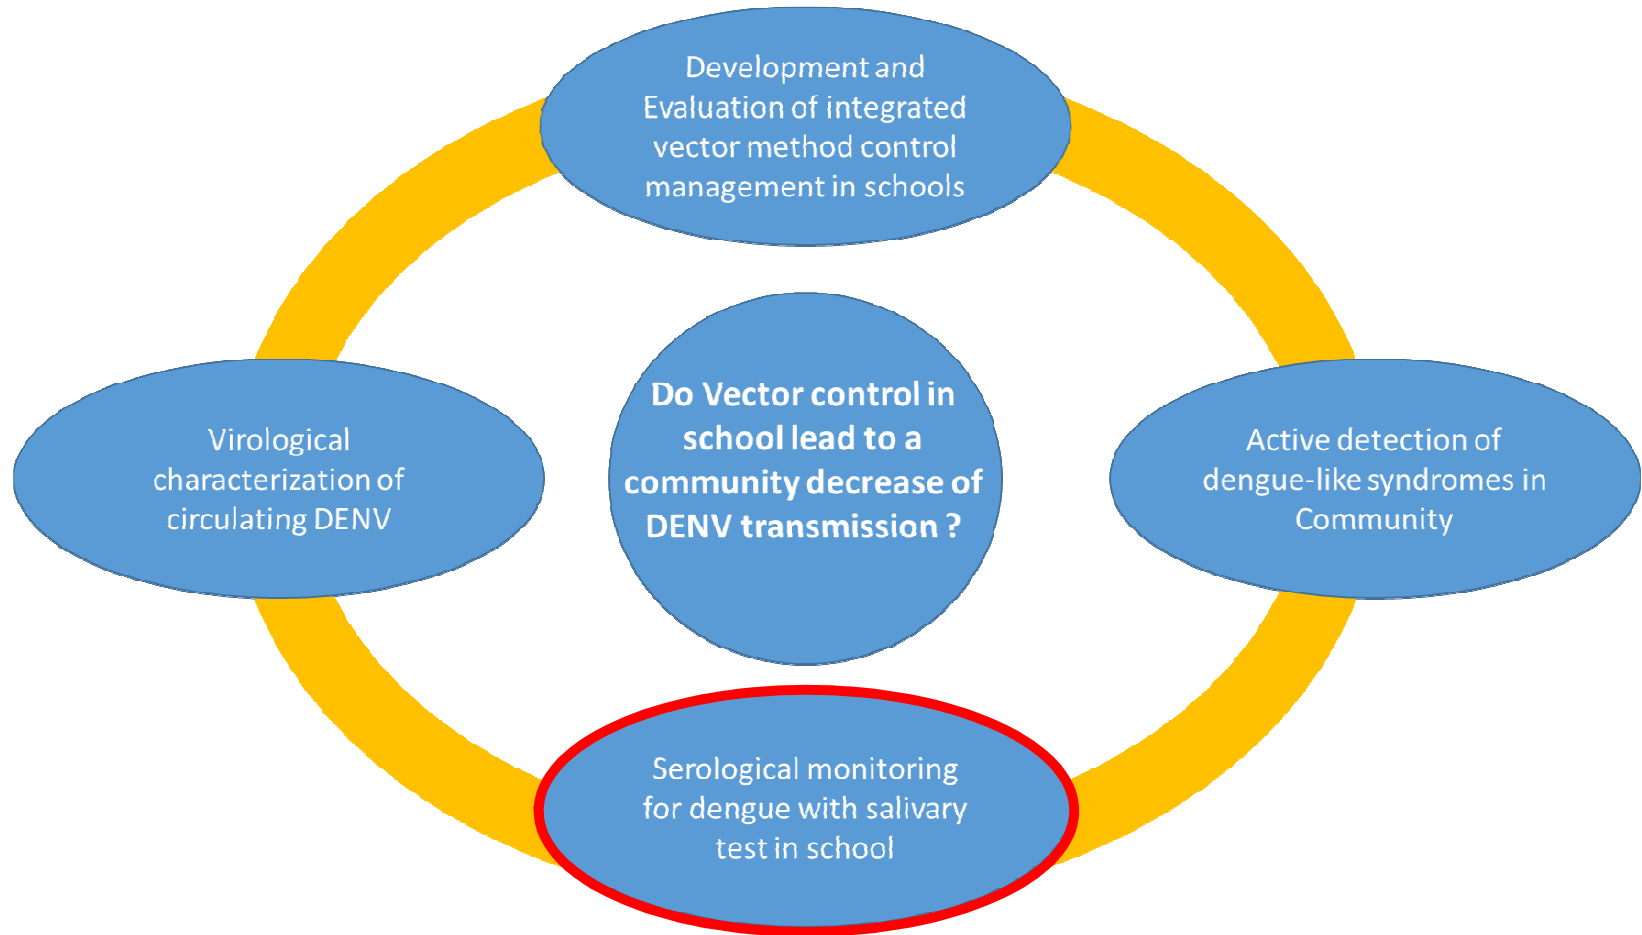 Development and
Evaluation of integrated
vector method control
management in schools
Do Vector control in
school lead to a
community decrease of
DENV transmission ?
Virological
characterization of
circulating DENV
Active detection of
dengue-like syndromes in
Community
Serological monitoring
for dengue with salivary
test in school